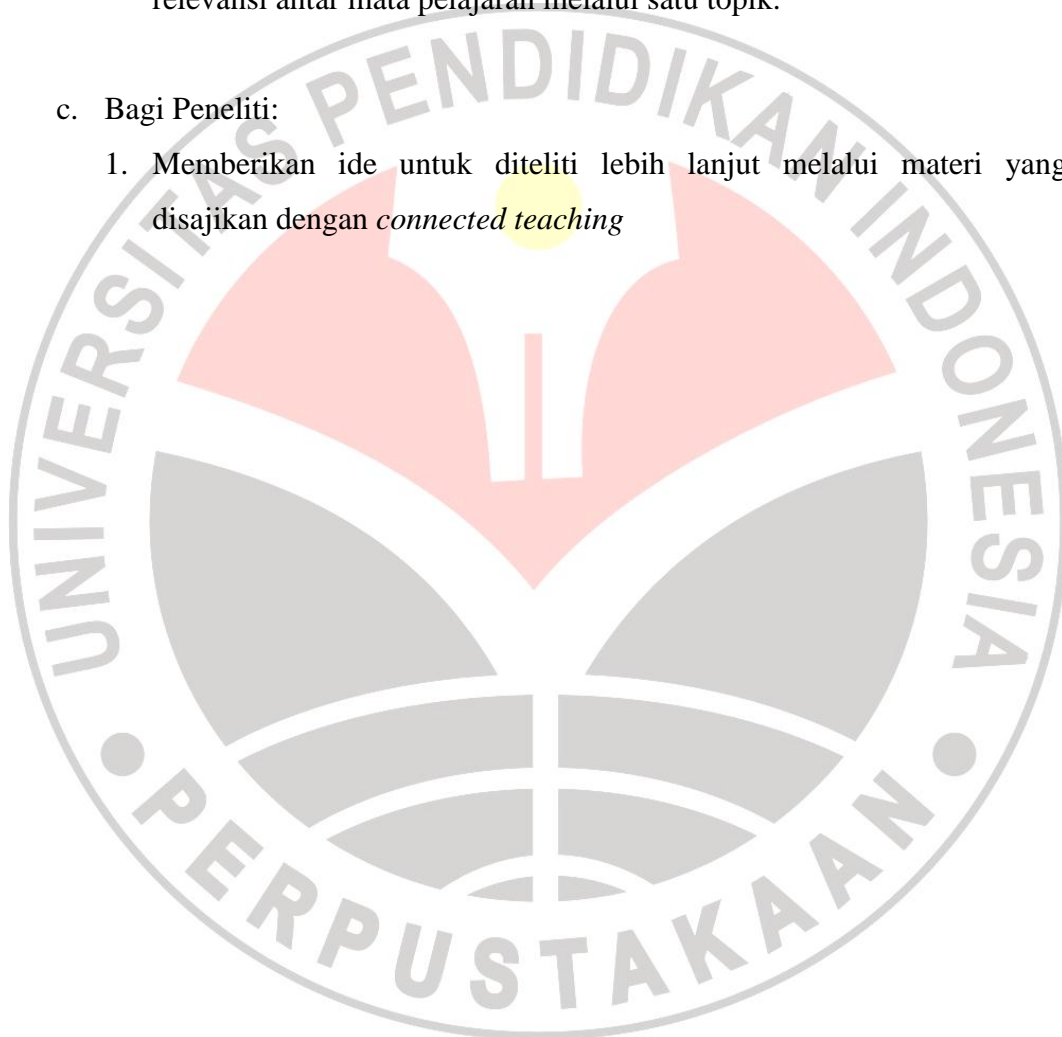 relevansi antar mata pelajaran melalui satu topik.
c. Bagi Peneliti:
1. Memberikan ide untuk diteliti lebih lanjut melalui materi yang
disajikan dengan connected teaching
UNIVERSITAS PENDIDIKAN INDONESIA
PERPUSTAKAAN